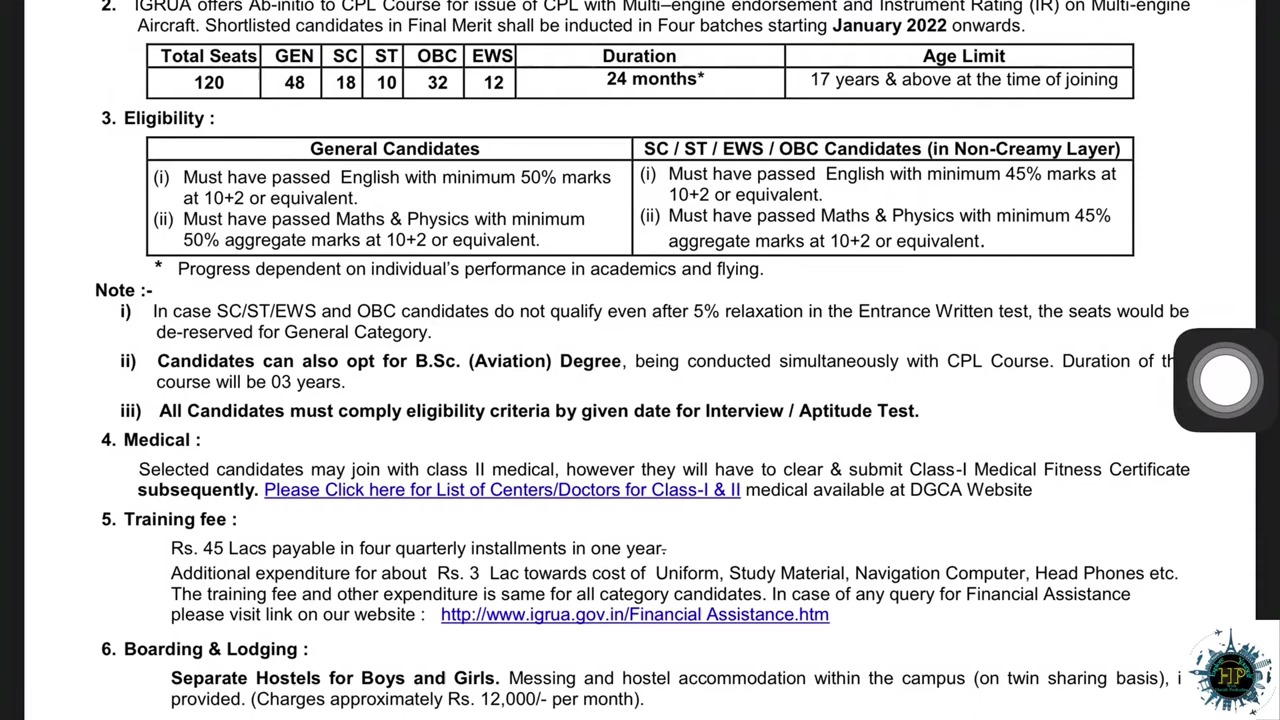 2. IGRUA offers Ab-initio to CPL Course for issue of CPL with Multi–engine endorsement and Instrument Rating (IR) on Multi-engine
Aircraft. Shortlisted candidates in Final Merit shall be inducted in Four batches starting January 2022 onwards.
Total Seats GEN SC ST OBC EWS Duration Age Limit
120 48 18 10 32 12 24 months* 17 years & above at the time of joining
3. Eligibility :
General Candidates SC / ST / EWS / OBC Candidates (in Non-Creamy Layer)
(i) Must have passed English with minimum 50% marks
at 10+2 or equivalent.
(ii) Must have passed Maths & Physics with minimum
50% aggregate marks at 10+2 or equivalent.
(i) Must have passed English with minimum 45% marks at
10+2 or equivalent.
(ii) Must have passed Maths & Physics with minimum 45%
aggregate marks at 10+2 or equivalent.
* Progress dependent on individual's performance in academics and flying.
Note :-
i) In case SC/ST/EWS and OBC candidates do not qualify even after 5% relaxation in the Entrance Written test, the seats would be
de-reserved for General Category.
ii) Candidates can also opt for B.Sc. (Aviation) Degree, being conducted simultaneously with CPL Course. Duration of th
course will be 03 years.
iii) All Candidates must comply eligibility criteria by given date for Interview / Aptitude Test.
4. Medical :
Selected candidates may join with class II medical, however they will have to clear & submit Class-I Medical Fitness Certificate
subsequently. Please Click here for List of Centers/Doctors for Class-I & II medical available at DGCA Website
5. Training fee :
Rs. 45 Lacs payable in four quarterly installments in one year.
Additional expenditure for about Rs. 3 Lac towards cost of Uniform, Study Material, Navigation Computer, Head Phones etc.
The training fee and other expenditure is same for all category candidates. In case of any query for Financial Assistance
please visit link on our website : http://www.igrua.gov.in/Financial Assistance.htm
6. Boarding & Lodging :
Separate Hostels for Boys and Girls. Messing and hostel accommodation within the campus (on twin sharing basis), i
provided. (Charges approximately Rs. 12,000/- per month).
HP